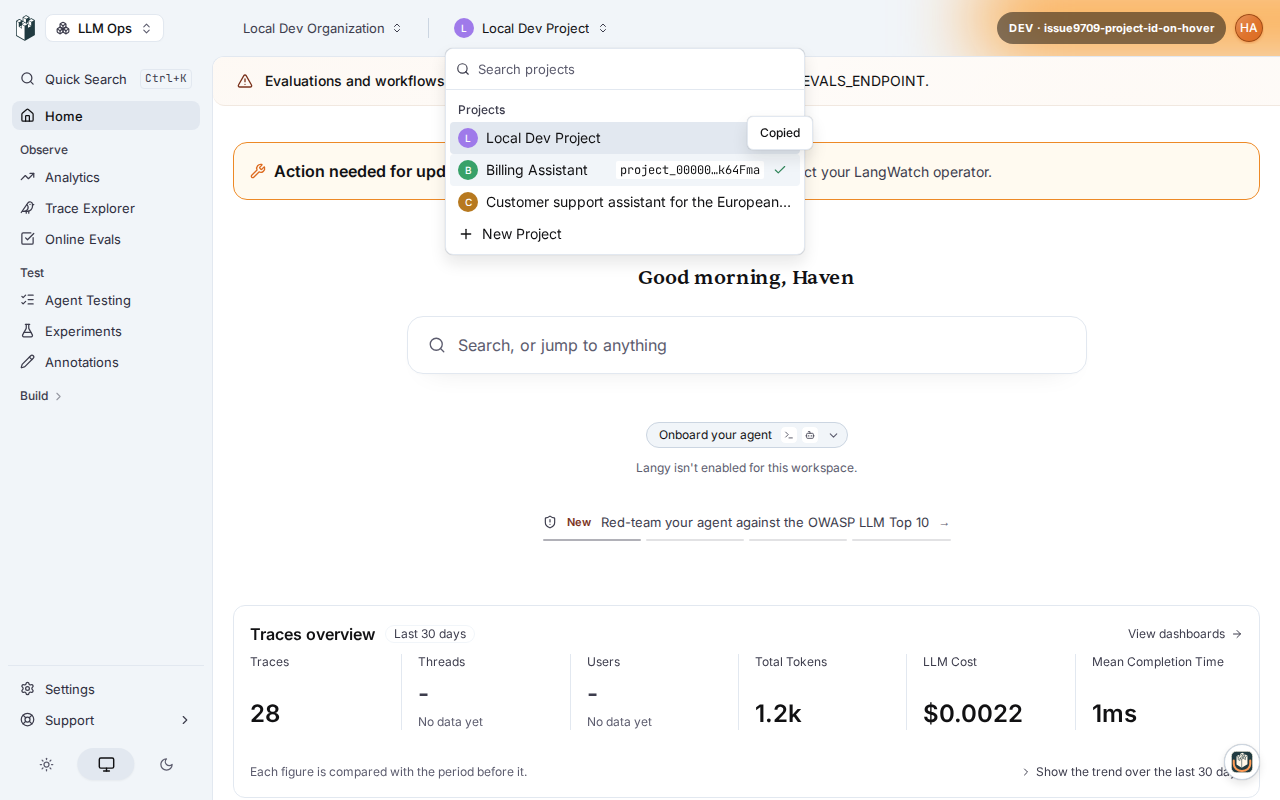 LLM Ops
Local Dev Organization
L Local Dev Project
DEV · issue9709-project-id-on-hover
HA
Quick Search Ctrl+K
Home
Observe
Analytics
Trace Explorer
Online Evals
Test
Agent Testing
Experiments
Annotations
Build
Settings
Support
Evaluations and workflows
EVALS_ENDPOINT.
Search projects
Projects
L Local Dev Project
Copied
B Billing Assistant project_00000…k64Fma
C Customer support assistant for the European...
New Project
Action needed for upd
ct your LangWatch operator.
Good morning, Haven
Search, or jump to anything
Onboard your agent
Langy isn't enabled for this workspace.
New Red-team your agent against the OWASP LLM Top 10 →
Traces overview Last 30 days
View dashboards →
Traces
28
Threads
-
No data yet
Users
-
No data yet
Total Tokens
1.2k
LLM Cost
$0.0022
Mean Completion Time
1ms
Each figure is compared with the period before it.
Show the trend over the last 30 da